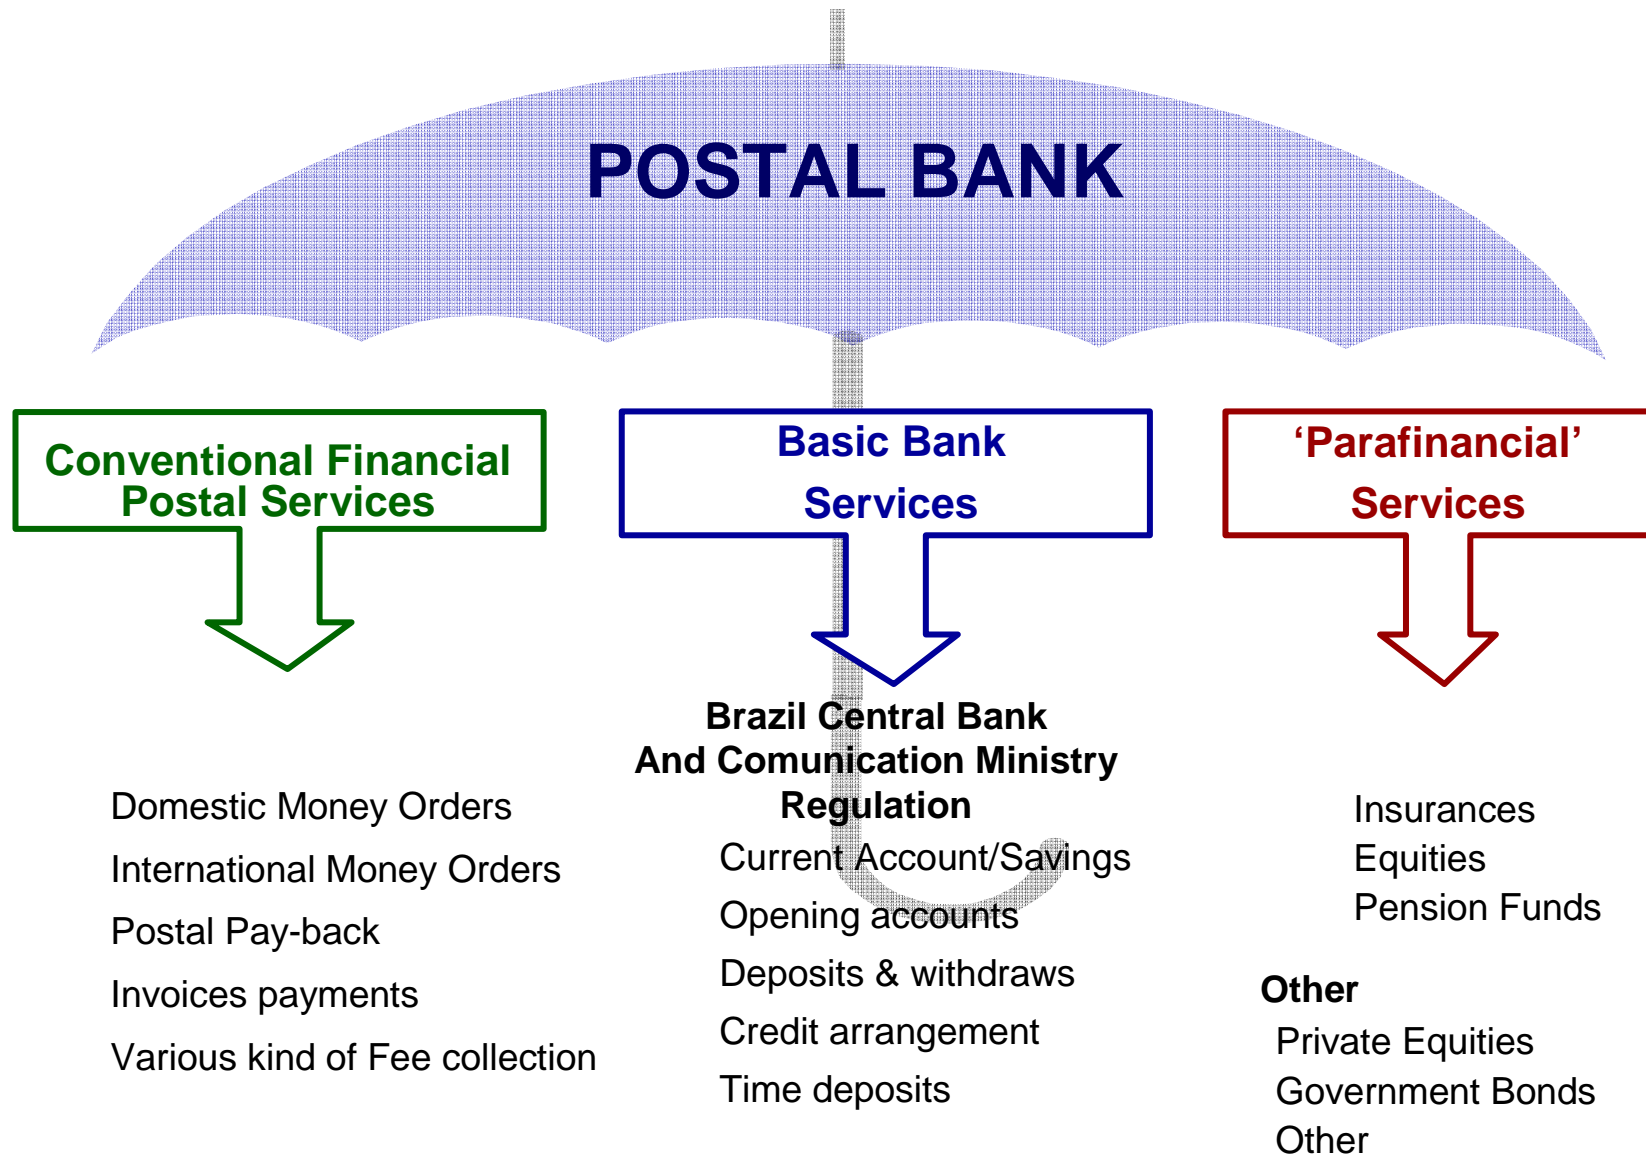 POSTAL BANK
Conventional Financial
Postal Services
Domestic Money Orders
International Money Orders
Postal Pay-back
Invoices payments
Various kind of Fee collection
Basic Bank
Services
Brazil Central Bank
And Comunication Ministry
Regulation
Current Account/Savings
Opening accounts
Deposits & withdraws
Credit arrangement
Time deposits
‘Parafinancial’
Services
Insurances
Equities
Pension Funds
Other
Private Equities
Government Bonds
Other